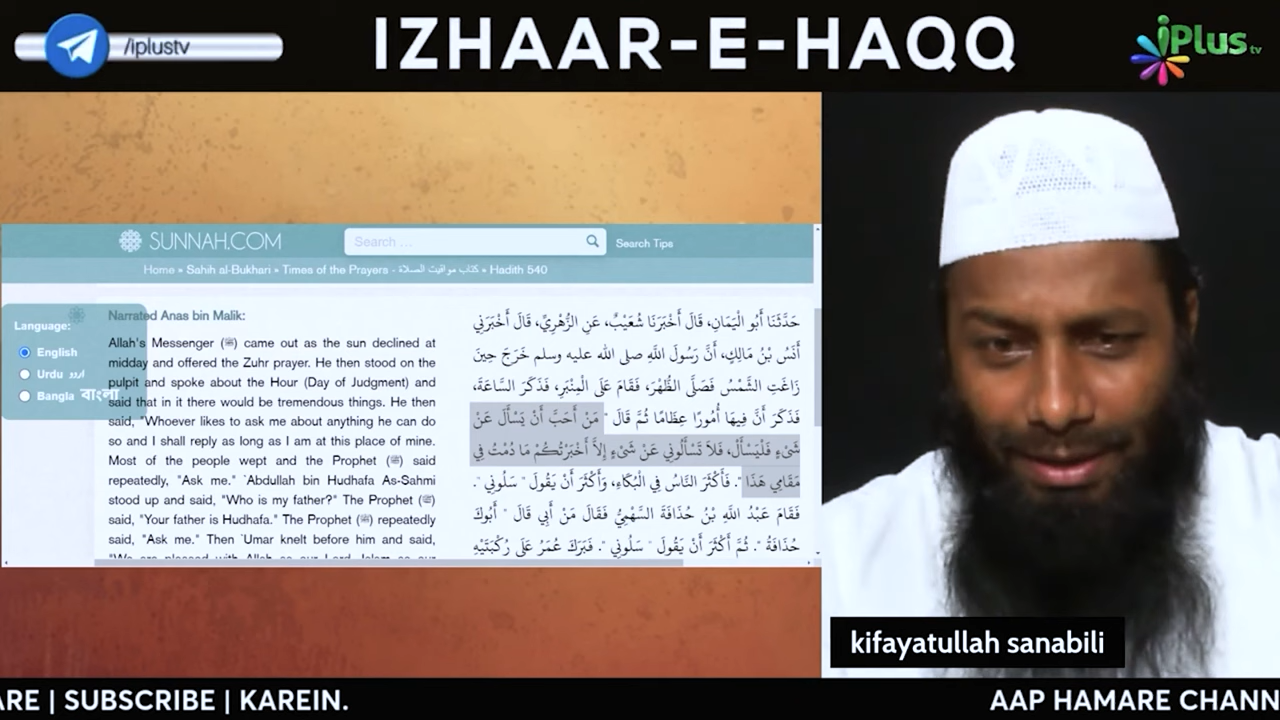 /iplustv
IZHAAR-E-HAQQ
iPlus tv
SUNNAH.COM
Search ...
Search Tips
Home » Sahih al-Bukhari » Times of the Prayers - كتاب مواقيت الصلاة » Hadith 540
Language:
English
Urdu اردو
Bangla বাংলা
Narrated Anas bin Malik:
Allah's Messenger (ﷺ) came out as the sun declined at
midday and offered the Zuhr prayer. He then stood on the
pulpit and spoke about the Hour (Day of Judgment) and
said that in it there would be tremendous things. He then
said, "Whoever likes to ask me about anything he can do
so and I shall reply as long as I am at this place of mine.
Most of the people wept and the Prophet (ﷺ) said
repeatedly, "Ask me." `Abdullah bin Hudhafa As-Sahmi
stood up and said, "Who is my father?" The Prophet (ﷺ)
said, "Your father is Hudhafa." The Prophet (ﷺ) repeatedly
said, "Ask me." Then `Umar knelt before him and said,
"We are pleased with Allah as our Lord, Islam as our
حَدَّثَنَا أَبُو الْيَمَانِ، قَالَ أَخْبَرَنَا شُعَيْبٌ، عَنِ الزُّهْرِيِّ، قَالَ أَخْبَرَنِي
أَنَسُ بْنُ مَالِكٍ، أَنَّ رَسُولَ اللَّهِ صلى الله عليه وسلم خَرَجَ حِينَ
زَاغَتِ الشَّمْسُ فَصَلَّى الظُّهْرَ، فَقَامَ عَلَى الْمِنْبَرِ، فَذَكَرَ السَّاعَةَ،
فَذَكَرَ أَنَّ فِيهَا أُمُورًا عِظَامًا ثُمَّ قَالَ " مَنْ أَحَبَّ أَنْ يَسْأَلَ عَنْ
شَىْءٍ فَلْيَسْأَلْ، فَلاَ تَسْأَلُونِي عَنْ شَىْءٍ إِلاَّ أَخْبَرْتُكُمْ مَا دُمْتُ فِي
مَقَامِي هَذَا ". فَأَكْثَرَ النَّاسُ فِي الْبُكَاءِ، وَأَكْثَرَ أَنْ يَقُولَ " سَلُونِي ".
فَقَامَ عَبْدُ اللَّهِ بْنُ حُذَافَةَ السَّهْمِيُّ فَقَالَ مَنْ أَبِي قَالَ " أَبُوكَ
حُذَافَةُ ". ثُمَّ أَكْثَرَ أَنْ يَقُولَ " سَلُونِي ". فَبَرَكَ عُمَرُ عَلَى رُكْبَتَيْهِ
kifayatullah sanabili
ARE | SUBSCRIBE | KAREIN.
AAP HAMARE CHANN